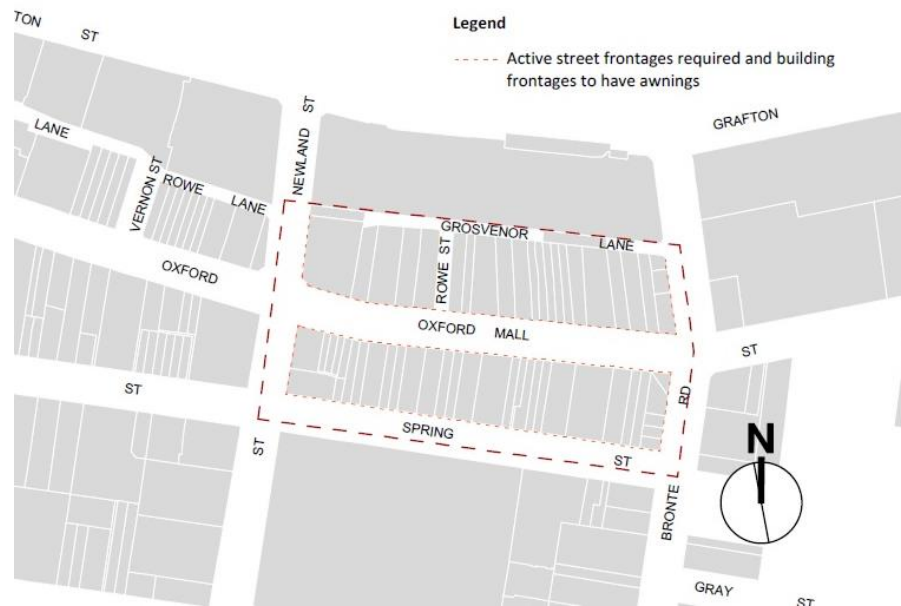 TON ST
Legend
Active street frontages required and building
frontages to have awnings
GRAFTON
NEWLAND ST
LANE
VERNON ST
ROWE LANE
GROSVENOR LANE
ROWE ST
OXFORD
OXFORD MALL
ST
ST
RD
SPRING
ST
ST
N
BRONTE
GRAY ST